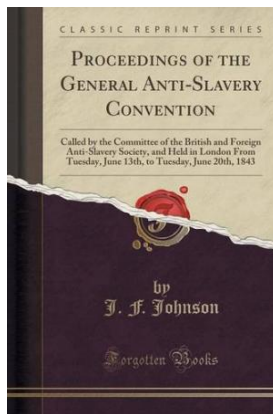 CLASSIC REPRINT SERIES
PROCEEDINGS OF THE
GENERAL ANTI-SLAVERY
CONVENTION
Called by the Committee of the British and Foreign
Anti-Slavery Society, and Held in London From
Tuesday, June 13th, to Tuesday, June 20th, 1843
by
J. F. Johnson
Forgotten Books